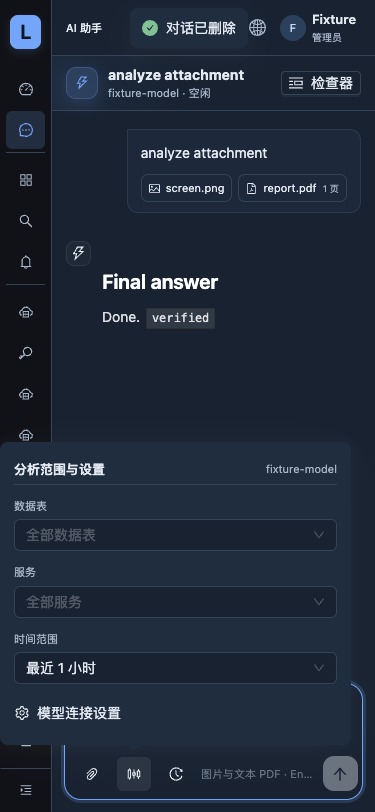 L
AI 助手
对话已删除
F
Fixture
管理员
analyze attachment
fixture-model · 空闲
检查器
analyze attachment
screen.png
report.pdf 1 页
Final answer
Done. verified
分析范围与设置
fixture-model
数据表
全部数据表
服务
全部服务
时间范围
最近 1 小时
模型连接设置
图片与文本 PDF · En...